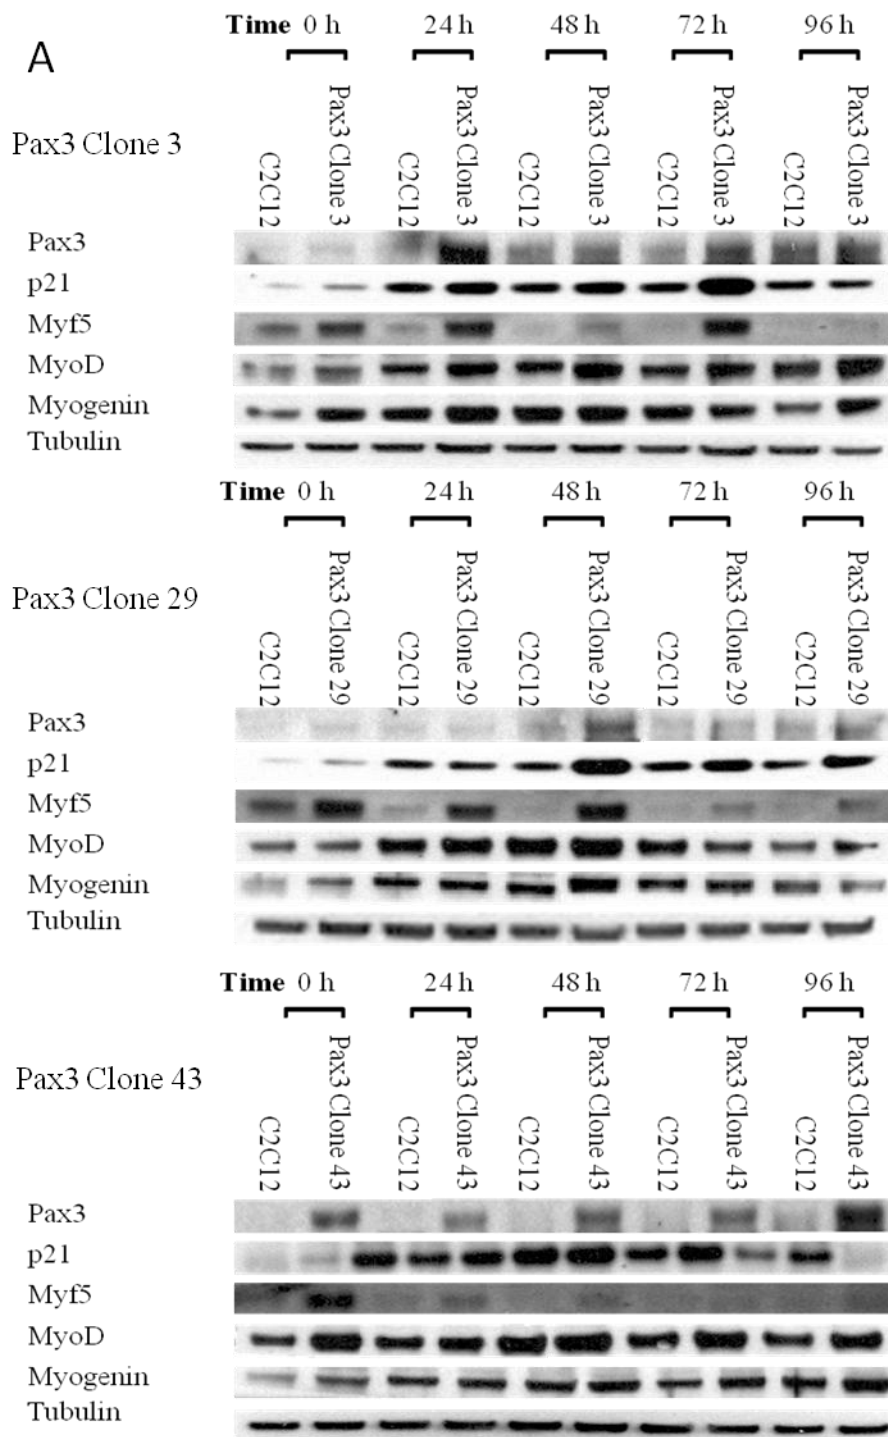 Time 0 h 24 h 48 h 72 h 96 h
A
Pax3 Clone 3
C2C12 Pax3 Clone 3 C2C12 Pax3 Clone 3 C2C12 Pax3 Clone 3 C2C12 Pax3 Clone 3 C2C12 Pax3 Clone 3
Pax3
p21
Myf5
MyoD
Myogenin
Tubulin
Time 0 h 24 h 48 h 72 h 96 h
Pax3 Clone 29
C2C12 Pax3 Clone 29 C2C12 Pax3 Clone 29 C2C12 Pax3 Clone 29 C2C12 Pax3 Clone 29 C2C12 Pax3 Clone 29
Pax3
p21
Myf5
MyoD
Myogenin
Tubulin
Time 0 h 24 h 48 h 72 h 96 h
Pax3 Clone 43
C2C12 Pax3 Clone 43 C2C12 Pax3 Clone 43 C2C12 Pax3 Clone 43 C2C12 Pax3 Clone 43 C2C12 Pax3 Clone 43
Pax3
p21
Myf5
MyoD
Myogenin
Tubulin